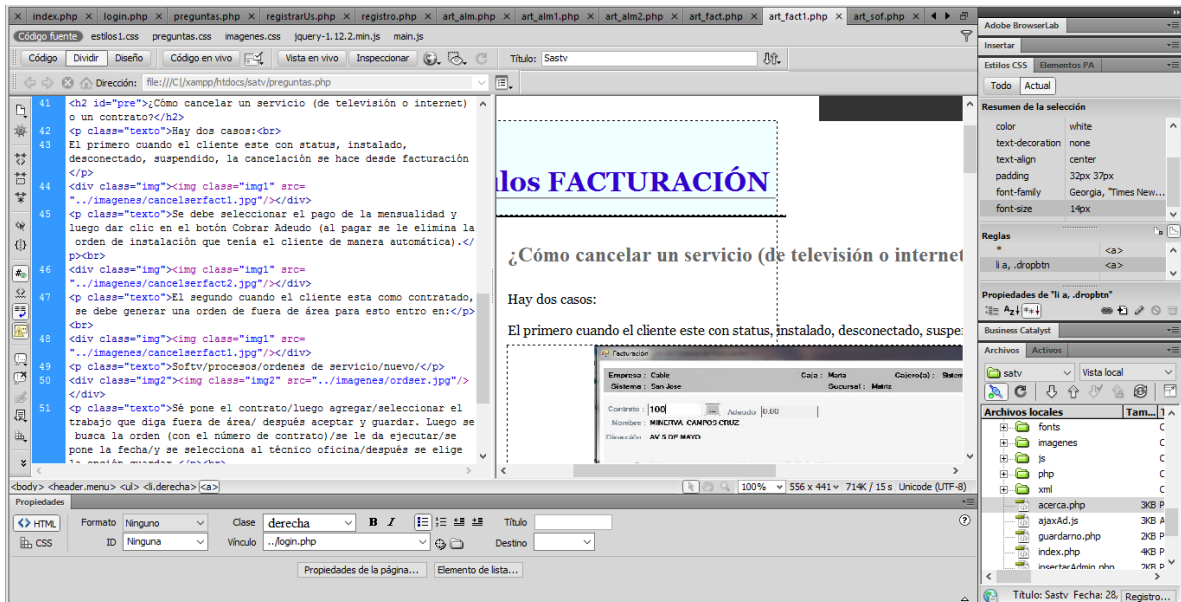 index.php × login.php × preguntas.php × registrarUs.php × registro.php × art_alm.php × art_alm1.php × art_alm2.php × art_fact.php × art_fact1.php × art_sof.php ×
Código fuente estilos1.css preguntas.css imagenes.css jquery-1.12.2.min.js main.js
Código Dividir Diseño Código en vivo Vista en vivo Inspeccionar Título: Sastv
Dirección: file:///C|/xampp/htdocs/satv/preguntas.php
41 <h2 id="pre">¿Cómo cancelar un servicio (de televisión o internet)
o un contrato?</h2>
42 <p class="texto">Hay dos casos:<br>
43 El primero cuando el cliente este con status, instalado,
desconectado, suspendido, la cancelación se hace desde facturación
</p>
44 <div class="img"><img class="img1" src=
"../imagenes/cancelserfact1.jpg"/></div>
45 <p class="texto">Se debe seleccionar el pago de la mensualidad y
luego dar clic en el botón Cobrar Adeudo (al pagar se le elimina la
orden de instalación que tenía el cliente de manera automática).</
p><br>
46 <div class="img"><img class="img1" src=
"../imagenes/cancelserfact2.jpg"/></div>
47 <p class="texto">El segundo cuando el cliente esta como contratado,
se debe generar una orden de fuera de área para esto entro en:</p>
<br>
48 <div class="img"><img class="img1" src=
"../imagenes/cancelserfact1.jpg"/></div>
49 <p class="texto">Softv/procesos/ordenes de servicio/nuevo/</p>
50 <div class="img2"><img class="img2" src="../imagenes/ordser.jpg"/>
</div>
51 <p class="texto">Sé pone el contrato/luego agregar/seleccionar el
trabajo que diga fuera de área/ después aceptar y guardar. Luego se
busca la orden (con el número de contrato)/se le da ejecutar/se
pone la fecha/y se selecciona al técnico oficina/después se elige
la opción guardar.</p><br>
los FACTURACIÓN
¿Cómo cancelar un servicio (de televisión o internet
Hay dos casos:
El primero cuando el cliente este con status, instalado, desconectado, suspe
Facturación
Empresa : Cable Caja : Marta Cajero(a) : Sistem
Sistema : San Jose Sucursal : Matriz
Contrato : 100 ... Adeudo 0.00
Nombre : MINERVA CAMPOS CRUZ
Dirección AV 5 DE MAYO
<body> <header.menu> <ul> <li.derecha> <a> 100% 556 x 441 714K / 15 s Unicode (UTF-8)
Propiedades
HTML Formato Ninguno Clase derecha B I Título
CSS ID Ninguna Vínculo ../login.php Destino
Propiedades de la página... Elemento de lista...
Adobe BrowserLab
Insertar
Estilos CSS Elementos PA
Todo Actual
Resumen de la selección
color white
text-decoration none
text-align center
padding 32px 37px
font-family Georgia, "Times New...
font-size 14px
Reglas
* <a>
li a, .dropbtn <a>
Propiedades de "li a, .dropbtn"
Business Catalyst
Archivos Activos
satv Vista local
Archivos locales Tam... T
fonts C
imagenes C
js C
php C
xml C
acerca.php 3KB P
ajaxAd.js 3KB A
guardarno.php 2KB P
index.php 4KB P
insertarAdmin.php 2KB P
Título: Sastv Fecha: 28, Registro...